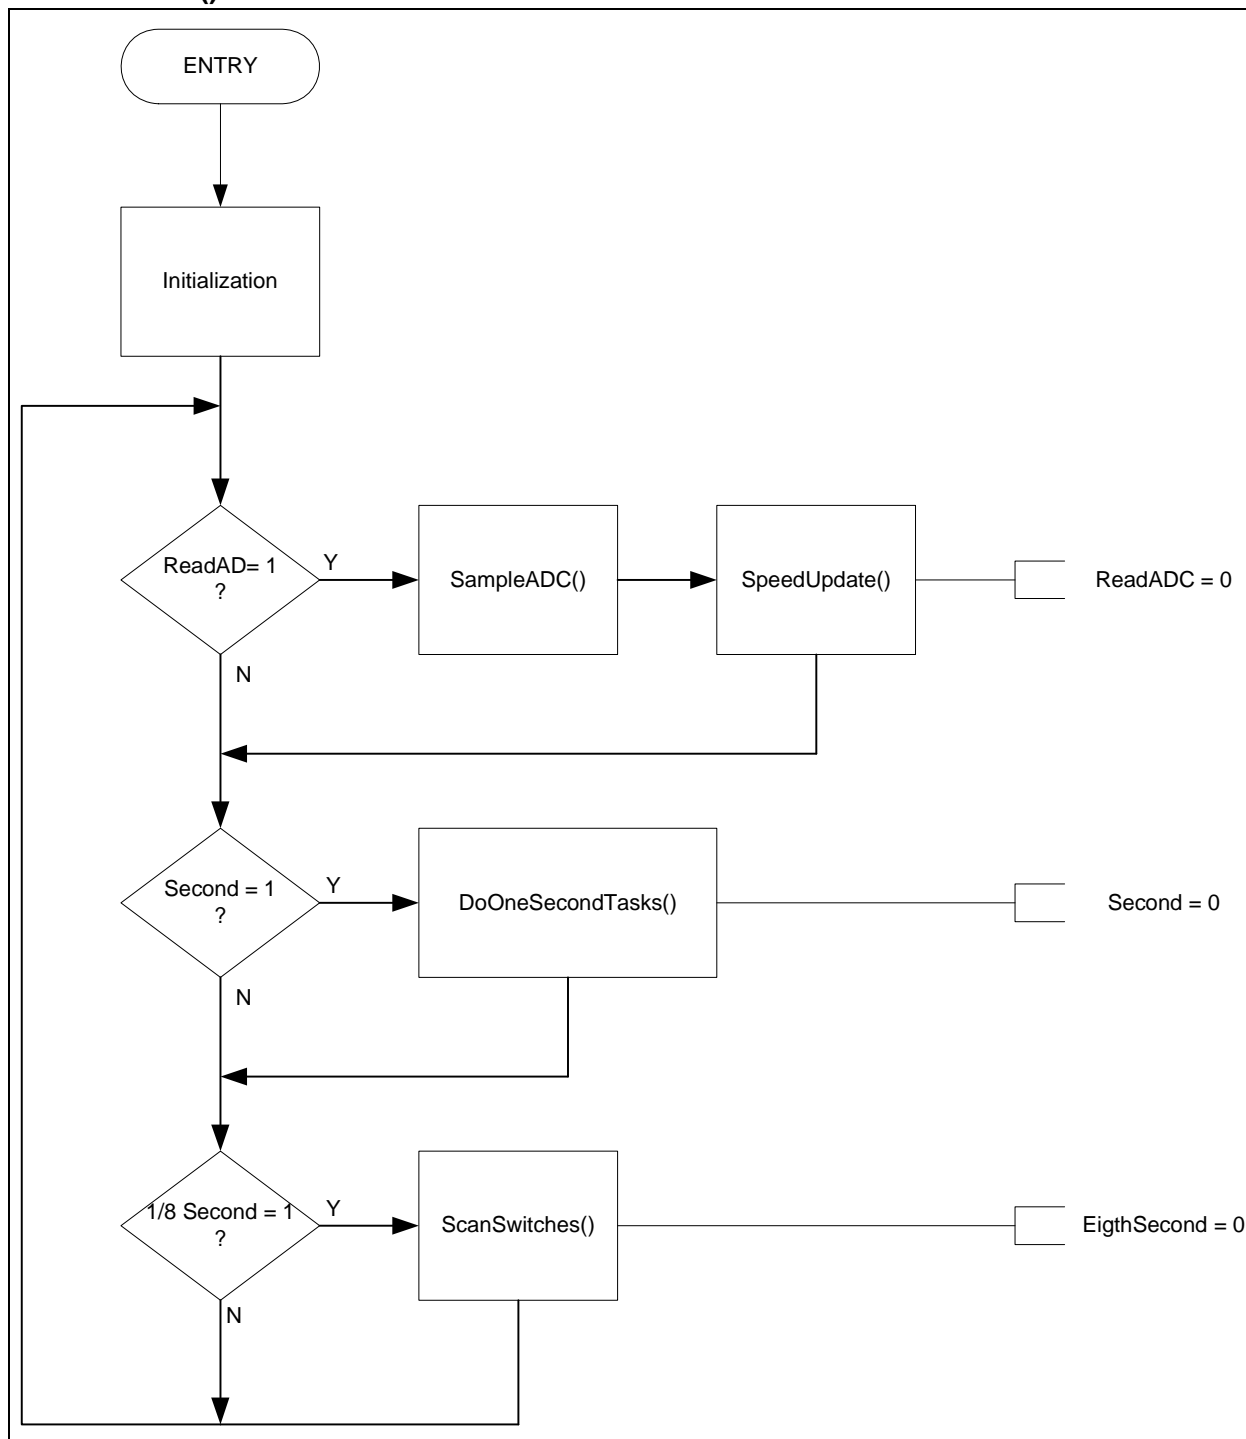 ()
ENTRY
Initialization
ReadAD= 1
?
Y
SampleADC()
SpeedUpdate()
ReadADC = 0
N
Second = 1
?
Y
DoOneSecondTasks()
Second = 0
N
1/8 Second = 1
?
Y
ScanSwitches()
EigthSecond = 0
N